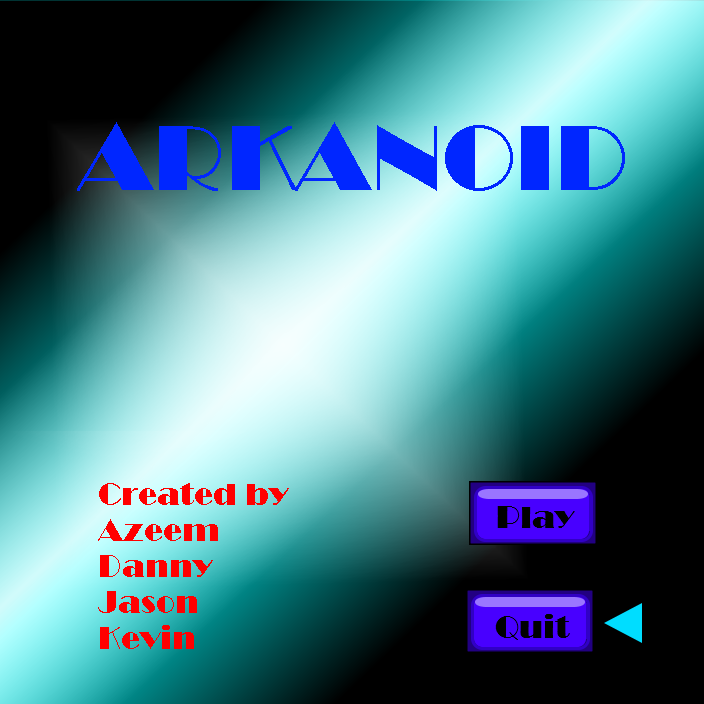 ARKANOID
Created by
Azeem
Danny
Jason
Kevin
Play
Quit